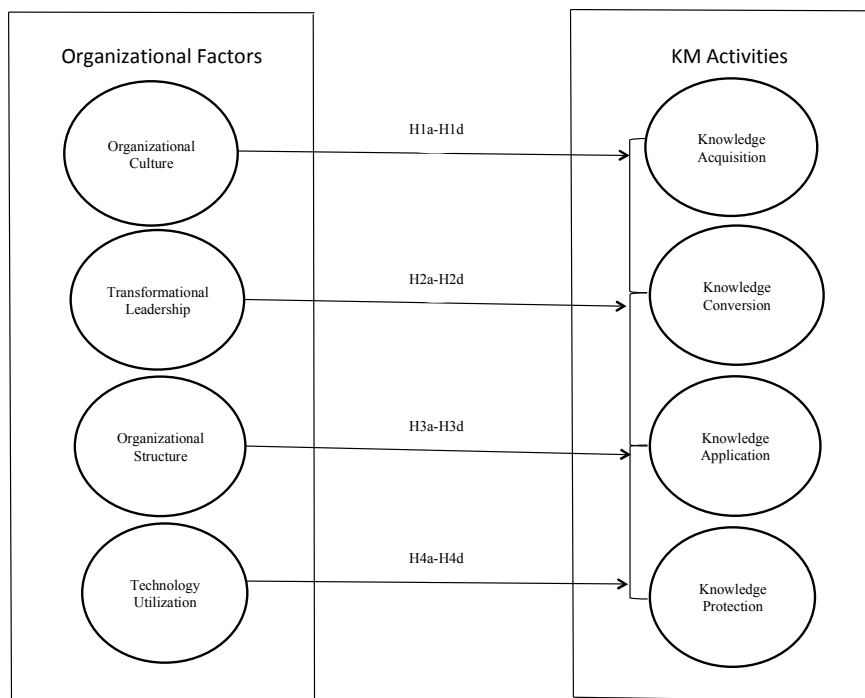 Organizational Factors
KM Activities
Organizational
Culture
H1a-H1d
Knowledge
Acquisition
Transformational
Leadership
H2a-H2d
Knowledge
Conversion
Organizational
Structure
H3a-H3d
Knowledge
Application
Technology
Utilization
H4a-H4d
Knowledge
Protection